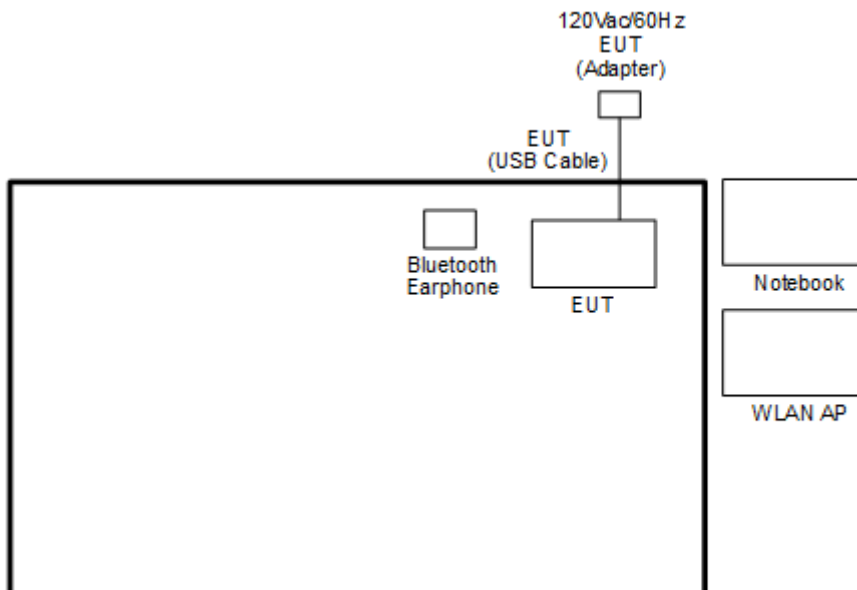 120Vac/60Hz
EUT
(Adapter)
EUT
(USB Cable)
Bluetooth
Earphone
EUT
Notebook
WLAN AP